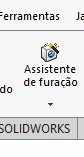 Ferramentas
Assistente
de furação
do
SOLIDWORKS